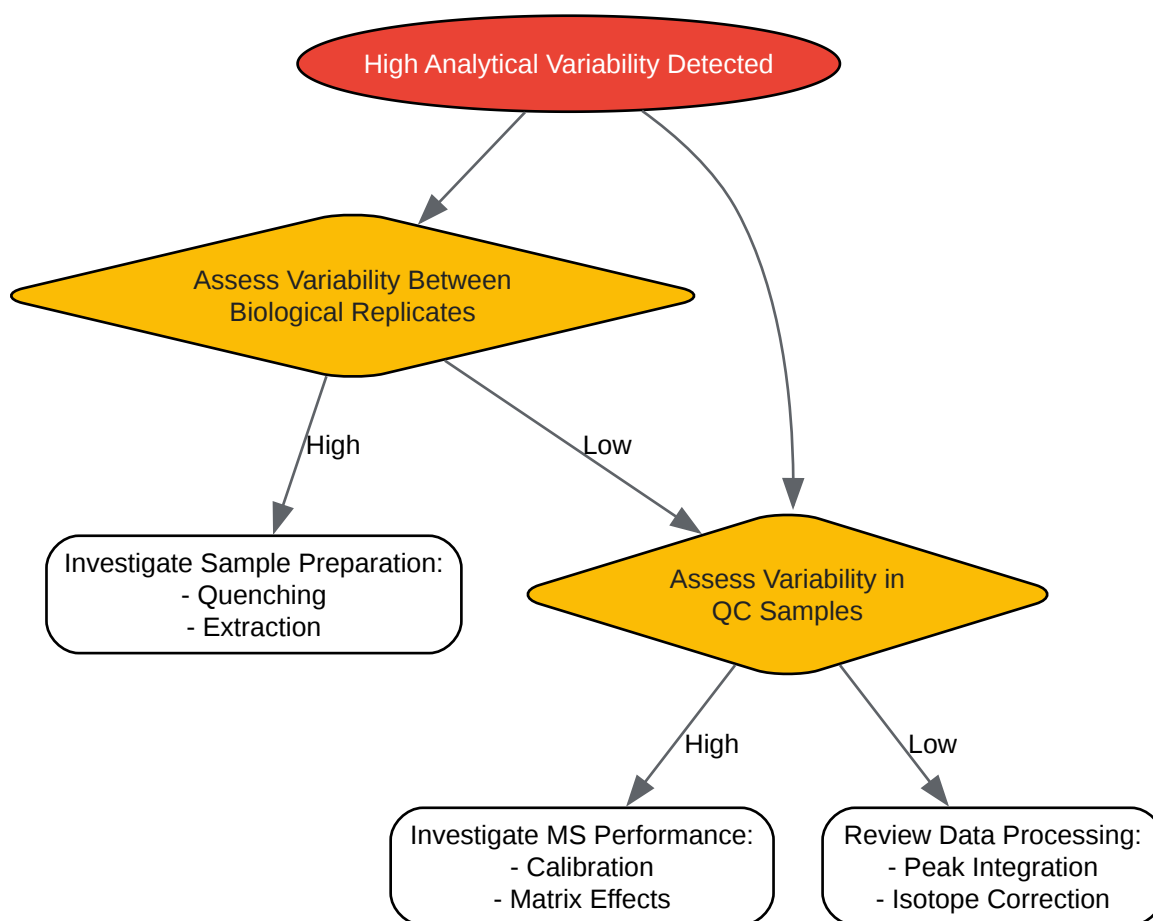 High Analytical Variability Detected
Assess Variability Between
Biological Replicates
High
Low
Investigate Sample Preparation:
- Quenching
- Extraction
Assess Variability in
QC Samples
High
Low
Investigate MS Performance:
- Calibration
- Matrix Effects
Review Data Processing:
- Peak Integration
- Isotope Correction